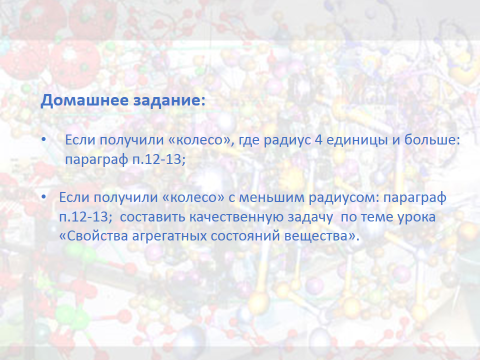 Домашнее задание:
• Если получили «колесо», где радиус 4 единицы и больше:
параграф п.12-13;
• Если получили «колесо» с меньшим радиусом: параграф
п.12-13;  составить качественную задачу  по теме урока
«Свойства агрегатных состояний вещества».